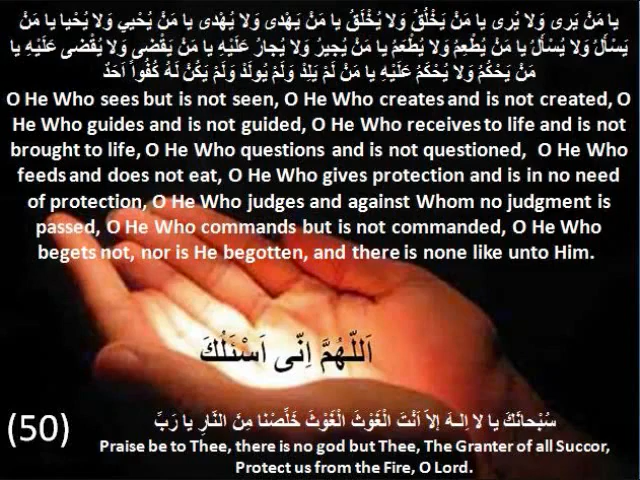 يا مَنْ يَرى وَلا يُرى يا مَنْ يَخْلُقُ وَلا يُخْلَقُ يا مَنْ يَهْدى وَلا يُهْدى يا مَنْ يُحْيي وَلا يُحْيا يا مَنْ
يَسْأَلُ وَلا يُسْأَلُ يا مَنْ يُطْعِمُ وَلا يُطْعَمُ يا مَنْ يُجيرُ وَلا يُجارُ عَلَيْهِ يا مَنْ يَقْضى وَلا يُقْضى عَلَيْهِ يا
مَنْ يَحْكُمُ وَلا يُحْكَمُ عَلَيْهِ يا مَنْ لَمْ يَلِدْ وَلَمْ يُولَدْ وَلَمْ يَكُنْ لَهُ كُفُواً اَحَدٌ
O He Who sees but is not seen, O He Who creates and is not created, O
He Who guides and is not guided, O He Who receives to life and is not
brought to life, O He Who questions and is not questioned, O He Who
feeds and does not eat, O He Who gives protection and is in no need
of protection, O He Who judges and against Whom no judgment is
passed, O He Who commands but is not commanded, O He Who
begets not, nor is He begotten, and there is none like unto Him.
اَللّهُمَّ اِنّى اَسْئَلُكَ
(50)
سُبْحانَكَ يا لا اِلـهَ إلاّ اَنْتَ الْغَوْثَ الْغَوْثَ خَلِّصْنا مِنَ النّارِ يا رَبِّ
Praise be to Thee, there is no god but Thee, The Granter of all Succor,
Protect us from the Fire, O Lord.